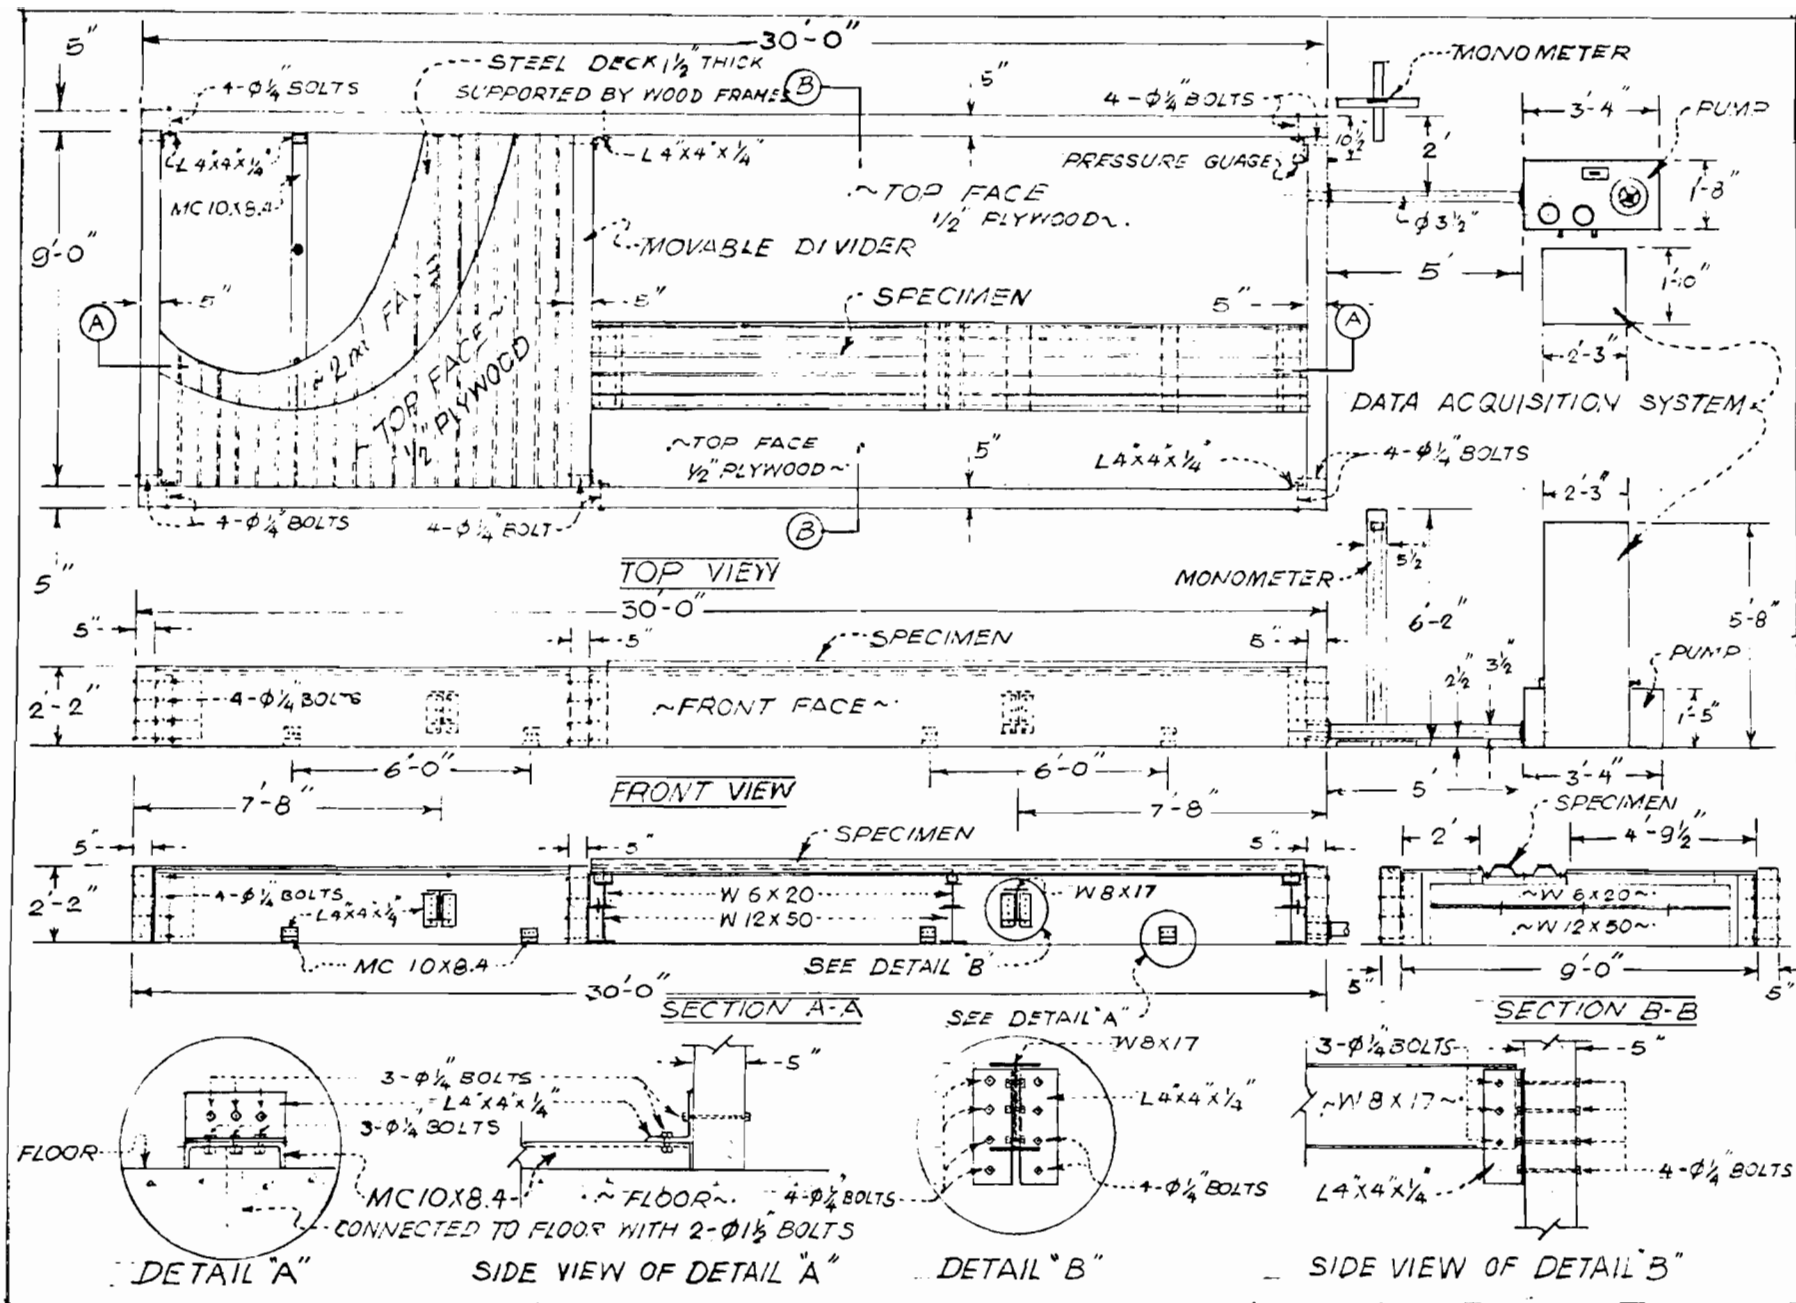 5"
30'-0"
MONOMETER
4-Φ¼" BOLTS
STEEL DECK 1½" THICK
SUPPORTED BY WOOD FRAMES
B
5"
4-Φ¼" BOLTS
3'-4"
PUMP
L4"X4"X¼"
L4"X4"X¼"
10½"
2'
PRESSURE GUAGE
MC 10X8.4
~TOP FACE
1/2" PLYWOOD~
Φ3½"
1'-8"
9'-0"
MOVABLE DIVIDER
5'
5"
5"
SPECIMEN
5"
1'-10"
A
A
~2
TOP FACE~
½" PLYWOOD
2'-3"
DATA ACQUISITION SYSTEM
~TOP FACE
½" PLYWOOD~
5"
L4"X4"X¼"
4-Φ¼" BOLTS
2'-3"
4-Φ¼" BOLTS
4-Φ¼" BOLT
B
5"
TOP VIEW
MONOMETER
5½
30'-0"
6'-2"
5'-8"
5"
5"
SPECIMEN
5"
PUMP
2'-2"
4-Φ¼" BOLTS
~FRONT FACE~
2½"
3½"
1'-5"
6'-0"
6'-0"
3'-4"
7'-8"
FRONT VIEW
7'-8"
5'
SPECIMEN
5"
5"
SPECIMEN
5"
2'
4'-9½"
2'-2"
4-Φ¼" BOLTS
L4"X4"X¼"
W 6X20
W 12X50
W8X17
~W 6X20~
~W 12X50~
MC 10X8.4
SEE DETAIL "B"
30'-0"
5"
9'-0"
5"
SECTION A-A
SEE DETAIL "A"
SECTION B-B
3-Φ¼" BOLTS
L4"X4"X¼"
3-Φ¼" BOLTS
5"
W8X17
L4"X4"X¼"
3-Φ¼" BOLTS
5"
~W 8X17~
FLOOR
MC10X8.4
~FLOOR~
4-Φ¼" BOLTS
4-Φ¼" BOLTS
L4"X4"X¼"
4-Φ¼" BOLTS
CONNECTED TO FLOOR WITH 2-Φ1½" BOLTS
DETAIL "A"
SIDE VIEW OF DETAIL "A"
DETAIL "B"
SIDE VIEW OF DETAIL "B"